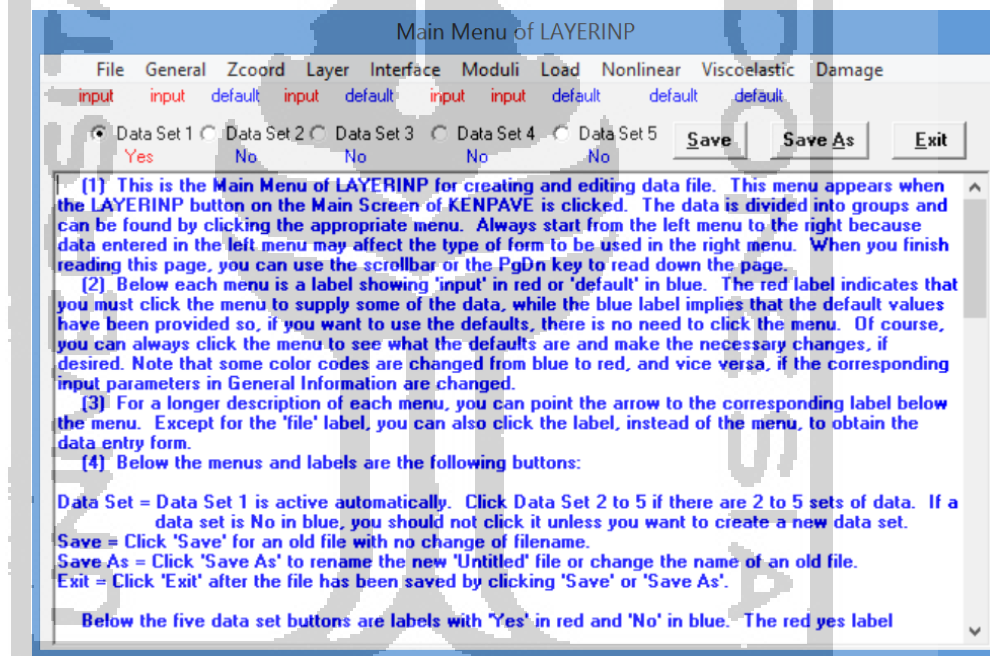 Main Menu of LAYERINP
File General Zcoord Layer Interface Moduli Load Nonlinear Viscoelastic Damage
input input default input default input input default default default
Data Set 1 Data Set 2 Data Set 3 Data Set 4 Data Set 5 Save Save As Exit
Yes No No No No
(1) This is the Main Menu of LAYERINP for creating and editing data file. This menu appears when
the LAYERINP button on the Main Screen of KENPAVE is clicked. The data is divided into groups and
can be found by clicking the appropriate menu. Always start from the left menu to the right because
data entered in the left menu may affect the type of form to be used in the right menu. When you finish
reading this page, you can use the scrollbar or the PgDn key to read down the page.
(2) Below each menu is a label showing 'input' in red or 'default' in blue. The red label indicates that
you must click the menu to supply some of the data, while the blue label implies that the default values
have been provided so, if you want to use the defaults, there is no need to click the menu. Of course,
you can always click the menu to see what the defaults are and make the necessary changes, if
desired. Note that some color codes are changed from blue to red, and vice versa, if the corresponding
input parameters in General Information are changed.
(3) For a longer description of each menu, you can point the arrow to the corresponding label below
the menu. Except for the 'file' label, you can also click the label, instead of the menu, to obtain the
data entry form.
(4) Below the menus and labels are the following buttons:
Data Set = Data Set 1 is active automatically. Click Data Set 2 to 5 if there are 2 to 5 sets of data. If a
data set is No in blue, you should not click it unless you want to create a new data set.
Save = Click 'Save' for an old file with no change of filename.
Save As = Click 'Save As' to rename the new 'Untitled' file or change the name of an old file.
Exit = Click 'Exit' after the file has been saved by clicking 'Save' or 'Save As'.
Below the five data set buttons are labels with 'Yes' in red and 'No' in blue. The red yes label